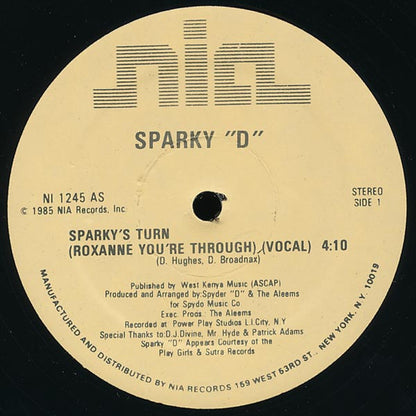 nia
SPARKY "D"
NI 1245 AS
© 1985 NIA Records, Inc.
STEREO
SIDE 1
SPARKY'S TURN
(ROXANNE YOU'RE THROUGH) (VOCAL) 4:10
(D. Hughes, D. Broadnax)
Published by West Kenya Music (ASCAP)
Produced and Arranged by Spyder "D" & The Aleems
for Spydo Music Co.
Exec. Prods: The Aleems
Recorded at Power Play Studios L.I.City, N.Y
Special Thanks to: D.J. Divine, Mr. Hyde & Patrick Adams
Sparky "D" Appears Courtesy of the
Play Girls & Sutra Records
MANUFACTURED AND DISTRIBUTED BY NIA RECORDS 159 WEST 53RD ST., NEW YORK, N.Y. 10019